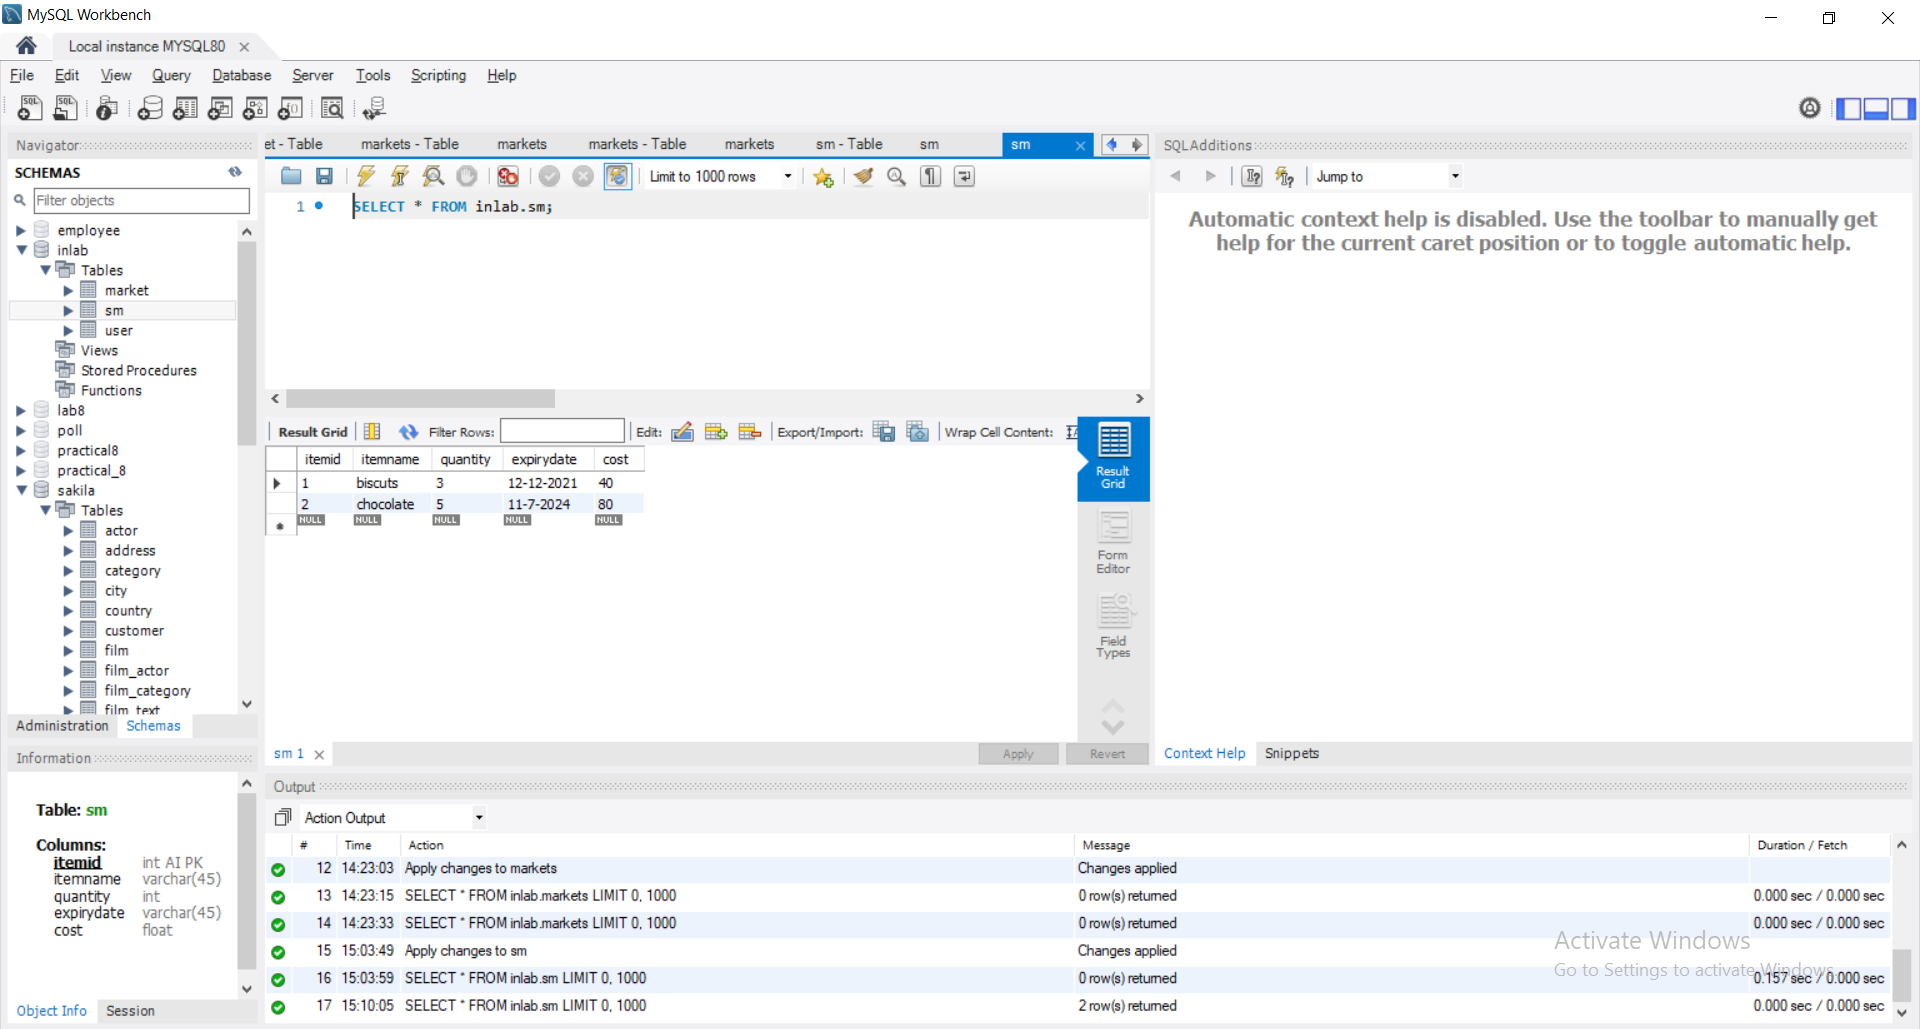 MySQL Workbench
Local instance MYSQL80
File Edit View Query Database Server Tools Scripting Help
Navigator
SCHEMAS
Filter objects
employee
inlab
Tables
market
sm
user
Views
Stored Procedures
Functions
lab8
poll
practical8
practical_8
sakila
Tables
actor
address
category
city
country
customer
film
film_actor
film_category
film_text
Administration Schemas
Information
Table: sm
Columns:
itemid int AI PK
itemname varchar(45)
quantity int
expirydate varchar(45)
cost float
Object Info Session
et - Table markets - Table markets markets - Table markets sm - Table sm sm
Limit to 1000 rows
1 SELECT * FROM inlab.sm;
Result Grid Filter Rows: Edit: Export/Import: Wrap Cell Content:
itemid itemname quantity expirydate cost
1 biscuts 3 12-12-2021 40
2 chocolate 5 11-7-2024 80
NULL NULL NULL NULL NULL
Result
Grid
Form
Editor
Field
Types
sm 1 Apply Revert
SQLAdditions
Jump to
Automatic context help is disabled. Use the toolbar to manually get
help for the current caret position or to toggle automatic help.
Context Help Snippets
Output
Action Output
# Time Action Message Duration / Fetch
12 14:23:03 Apply changes to markets Changes applied
13 14:23:15 SELECT * FROM inlab.markets LIMIT 0, 1000 0 row(s) returned 0.000 sec / 0.000 sec
14 14:23:33 SELECT * FROM inlab.markets LIMIT 0, 1000 0 row(s) returned 0.000 sec / 0.000 sec
15 15:03:49 Apply changes to sm Changes applied
16 15:03:59 SELECT * FROM inlab.sm LIMIT 0, 1000 0 row(s) returned 0.157 sec / 0.000 sec
17 15:10:05 SELECT * FROM inlab.sm LIMIT 0, 1000 2 row(s) returned 0.000 sec / 0.000 sec
Activate Windows
Go to Settings to activate Windows.